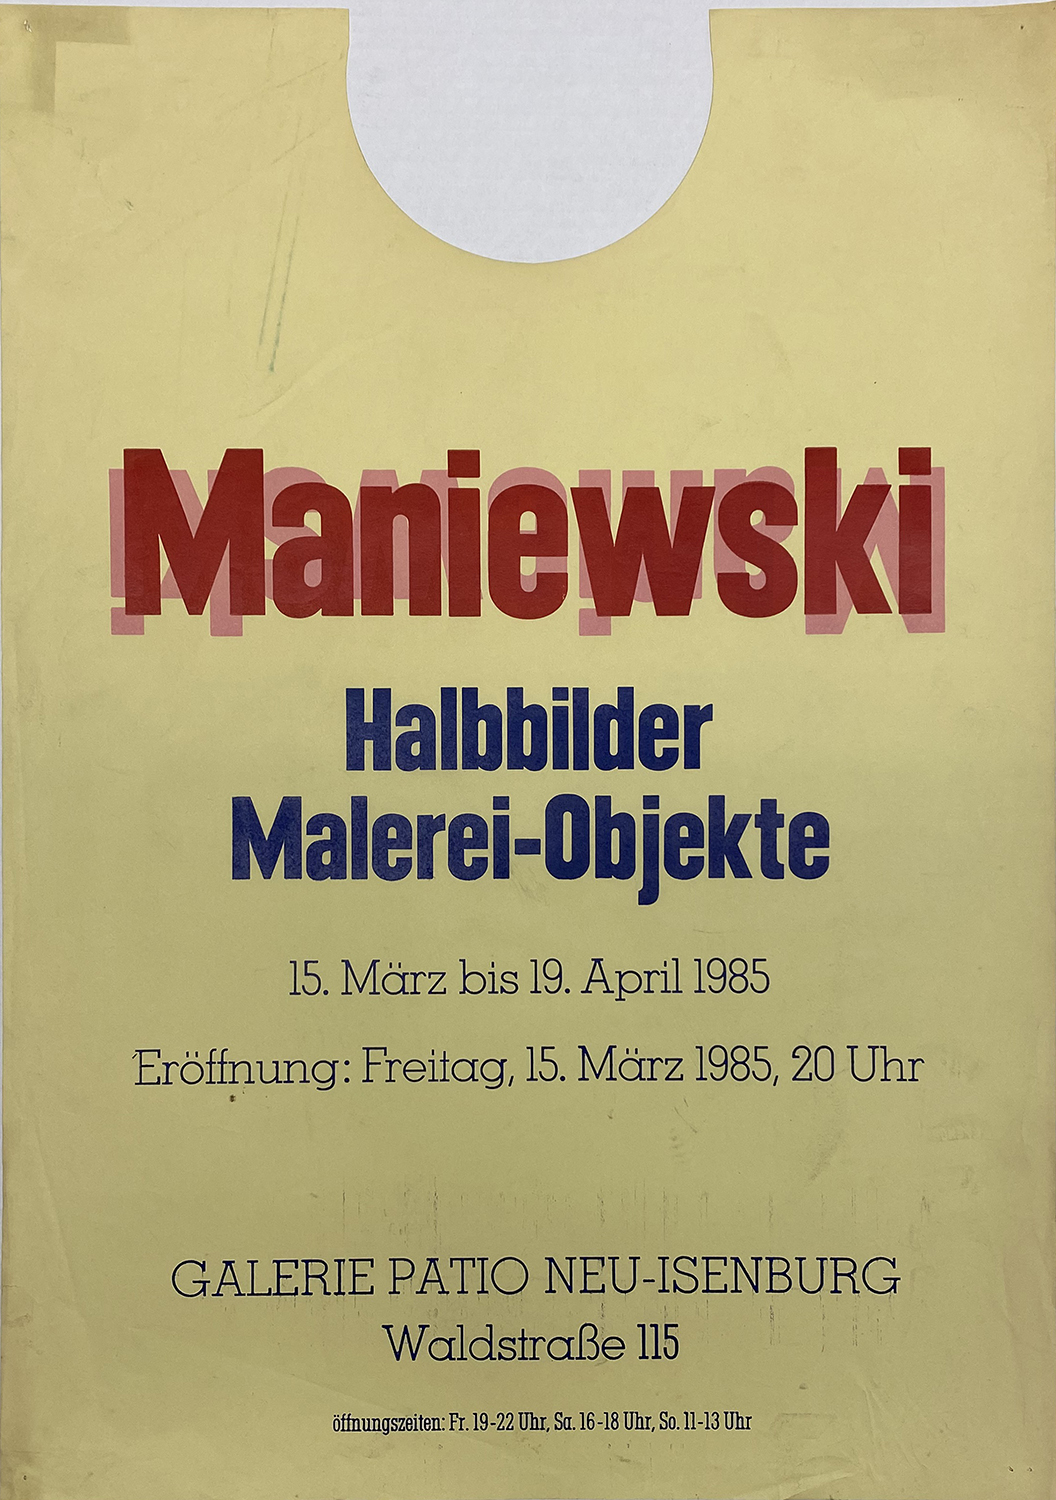 Maniewski
Halbbilder
Malerei-Objekte
15. März bis 19. April 1985
Eröffnung: Freitag, 15. März 1985, 20 Uhr
GALERIE PATIO NEU-ISENBURG
Waldstraße 115
öffnungszeiten: Fr. 19-22 Uhr, Sa. 16-18 Uhr, So. 11-13 Uhr